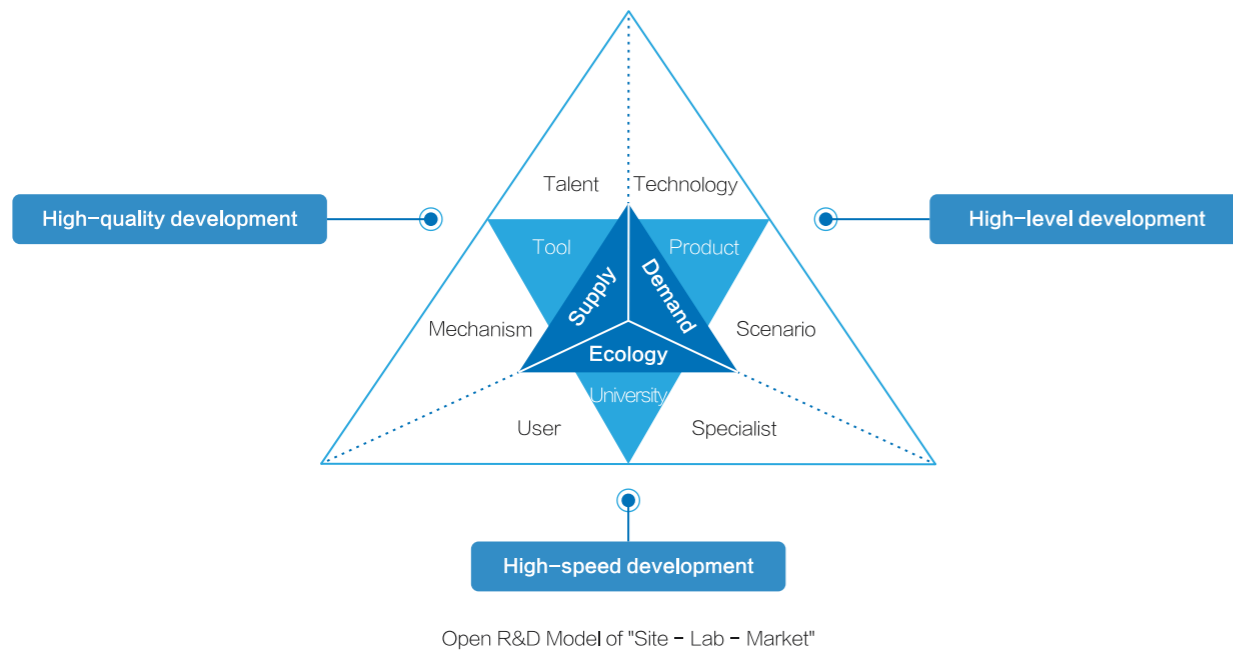 Talent
Technology
High-quality development
High-level development
Tool
Product
Supply
Demand
Mechanism
Scenario
Ecology
University
User
Specialist
High-speed development
Open R&D Model of "Site - Lab - Market"